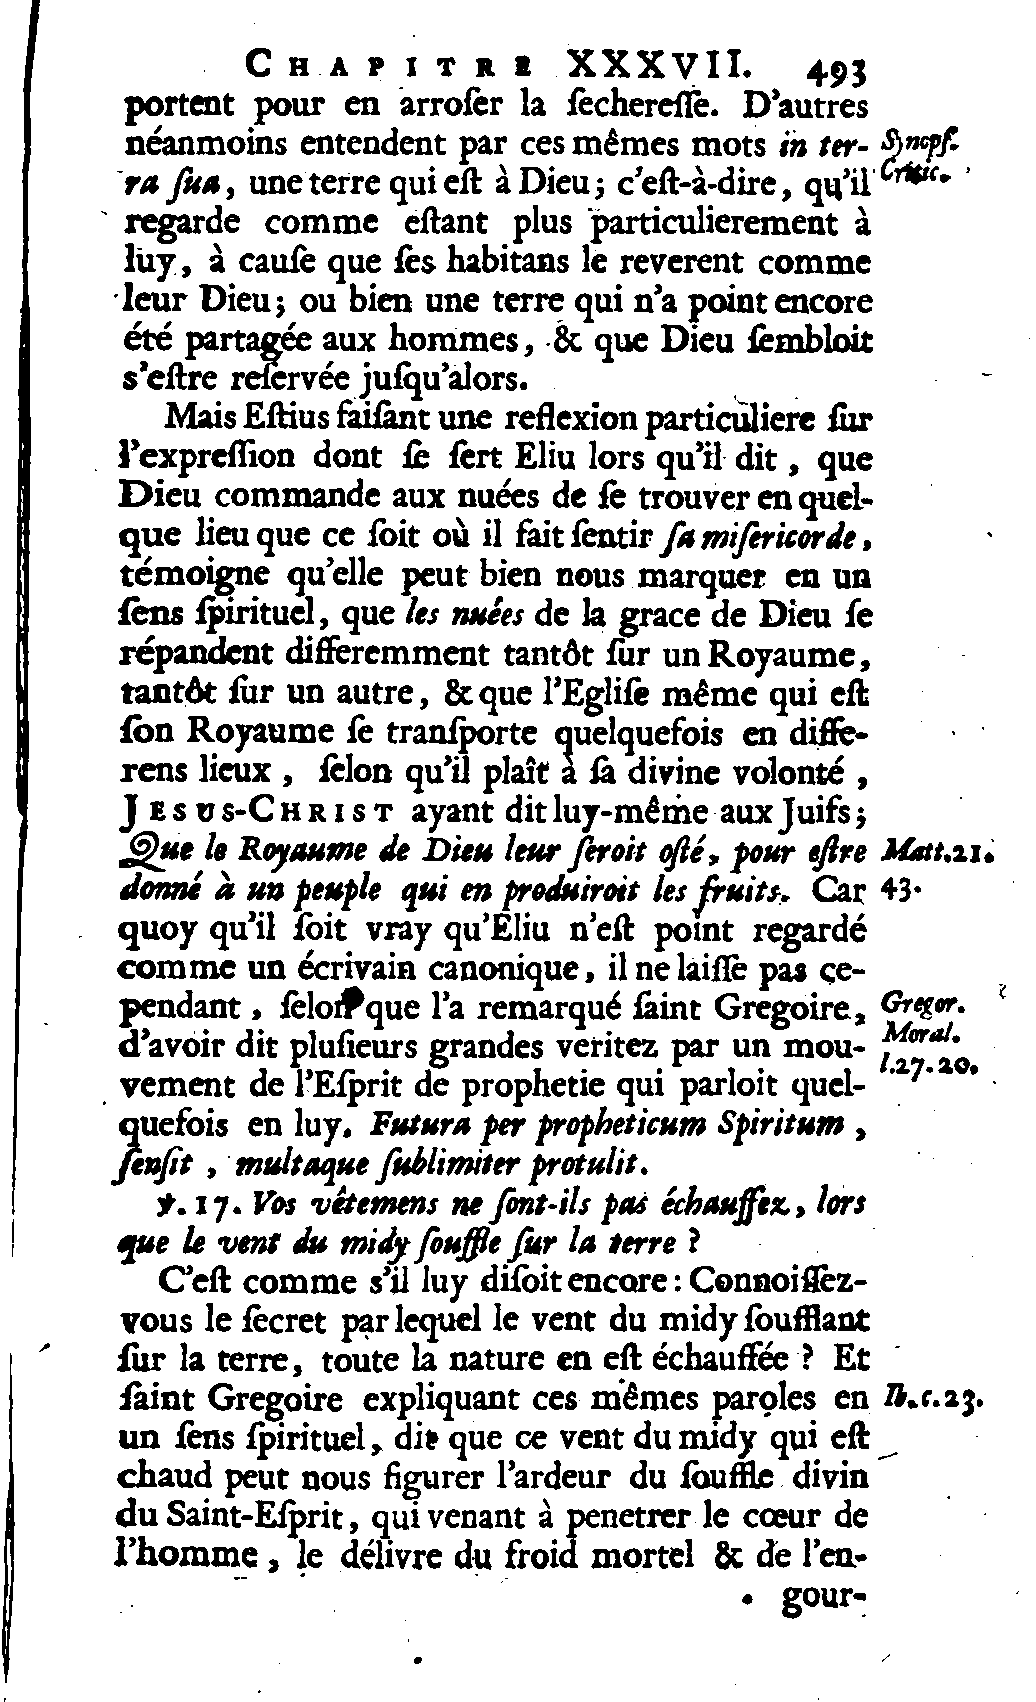 CHAPITRE XXXVII. 493
portent pour en arroſer la ſechereſſe. D'autres
néanmoins entendent par ces mêmes mots in ter-
ra ſua, une terre qui eſt à Dieu; c'eſt-à-dire, qu'il
regarde comme eſtant plus particulierement à
luy, à cauſe que ſes habitans le reverent comme
leur Dieu; ou bien une terre qui n'a point encore
été partagée aux hommes, & que Dieu ſembloit
s'eſtre reſervée juſqu'alors.
Synopſ.
Critic.
Mais Eſtius faiſant une reflexion particuliere ſur
l'expreſſion dont ſe ſert Eliu lors qu'il dit, que
Dieu commande aux nuées de ſe trouver en quel-
que lieu que ce ſoit où il fait ſentir ſa miſericorde,
témoigne qu'elle peut bien nous marquer en un
ſens ſpirituel, que les nuées de la grace de Dieu ſe
répandent differemment tantôt ſur un Royaume,
tantôt ſur un autre, & que l'Egliſe même qui eſt
ſon Royaume ſe tranſporte quelquefois en diffe-
rens lieux, ſelon qu'il plaît à ſa divine volonté,
JESUS-CHRIST ayant dit luy-même aux Juifs;
Que le Royaume de Dieu leur ſeroit oſté, pour eſtre
donné à un peuple qui en produiroit les fruits. Car
Matt.21.
43.
quoy qu'il ſoit vray qu'Eliu n'eſt point regardé
comme un écrivain canonique, il ne laiſſe pas ce-
pendant, ſelon que l'a remarqué ſaint Gregoire,
d'avoir dit pluſieurs grandes veritez par un mou-
vement de l'Eſprit de prophetie qui parloit quel-
quefois en luy. Futura per propheticum Spiritum,
ſenſit, multaque ſublimiter protulit.
Gregor.
Moral.
l.27.20.
℣. 17. Vos vêtemens ne ſont-ils pas échauffez, lors
que le vent du midy ſouffle ſur la terre?
C'eſt comme s'il luy diſoit encore: Connoiſſez-
vous le ſecret par lequel le vent du midy ſoufflant
ſur la terre, toute la nature en eſt échauffée? Et
ſaint Gregoire expliquant ces mêmes paroles en
un ſens ſpirituel, dit que ce vent du midy qui eſt
chaud peut nous figurer l'ardeur du ſouffle divin
du Saint-Eſprit, qui venant à penetrer le cœur de
l'homme, le délivre du froid mortel & de l'en-
Ib.c.23.
gour-